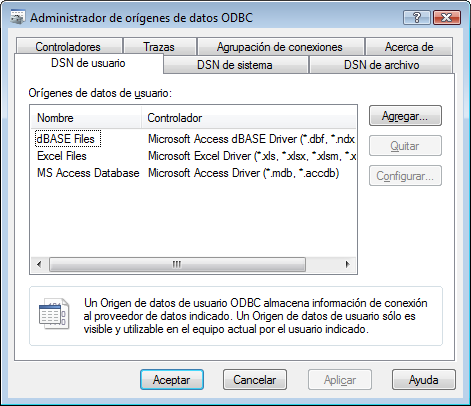 Administrador de orígenes de datos ODBC
Controladores Trazas Agrupación de conexiones Acerca de
DSN de usuario DSN de sistema DSN de archivo
Orígenes de datos de usuario:
Nombre Controlador
dBASE Files Microsoft Access dBASE Driver (*.dbf, *.ndx
Excel Files Microsoft Excel Driver (*.xls, *.xlsx, *.xlsm, *.x
MS Access Database Microsoft Access Driver (*.mdb, *.accdb)
Agregar...
Quitar
Configurar...
Un Origen de datos de usuario ODBC almacena información de conexión
al proveedor de datos indicado. Un Origen de datos de usuario sólo es
visible y utilizable en el equipo actual por el usuario indicado.
Aceptar Cancelar Aplicar Ayuda